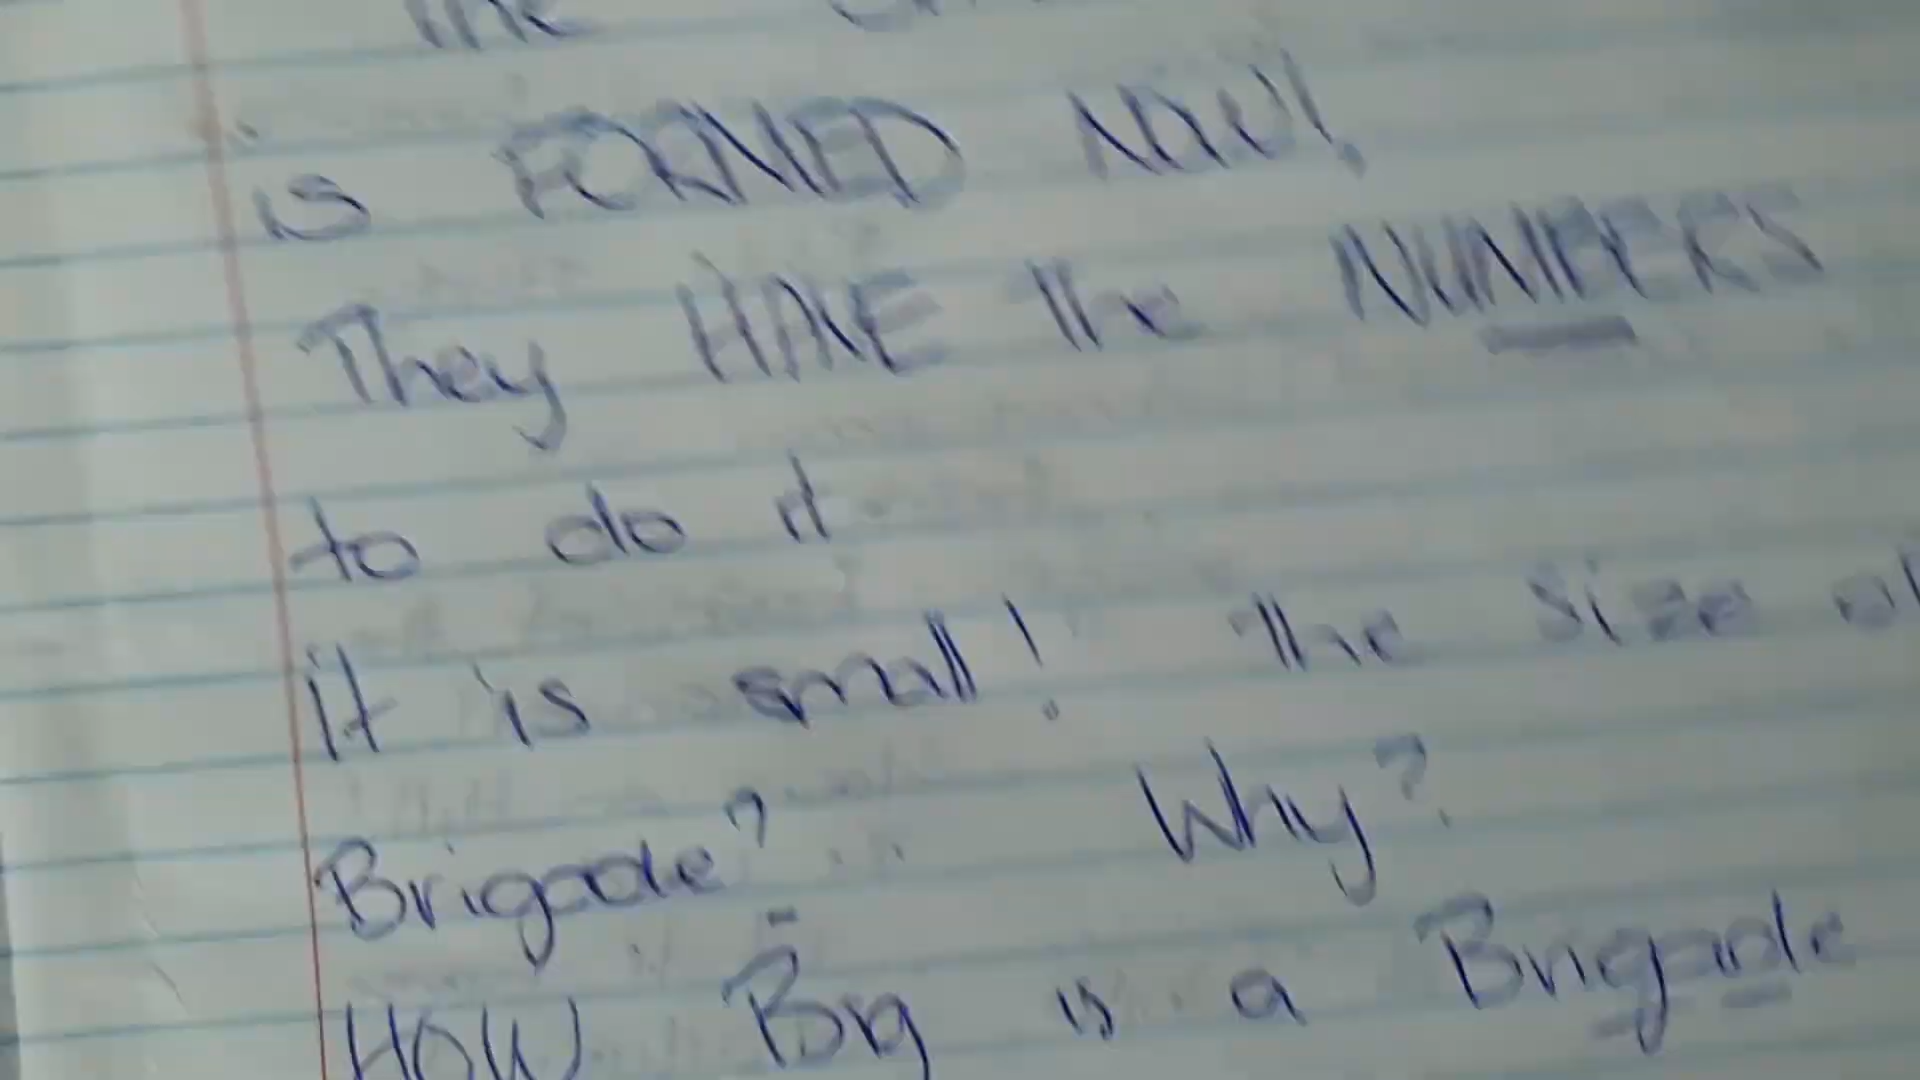 the
is FORMED NOW!
They HAVE the NUMBERS
to do it
it is small! the size of
Brigade? Why?
HOW Big is a Brigade